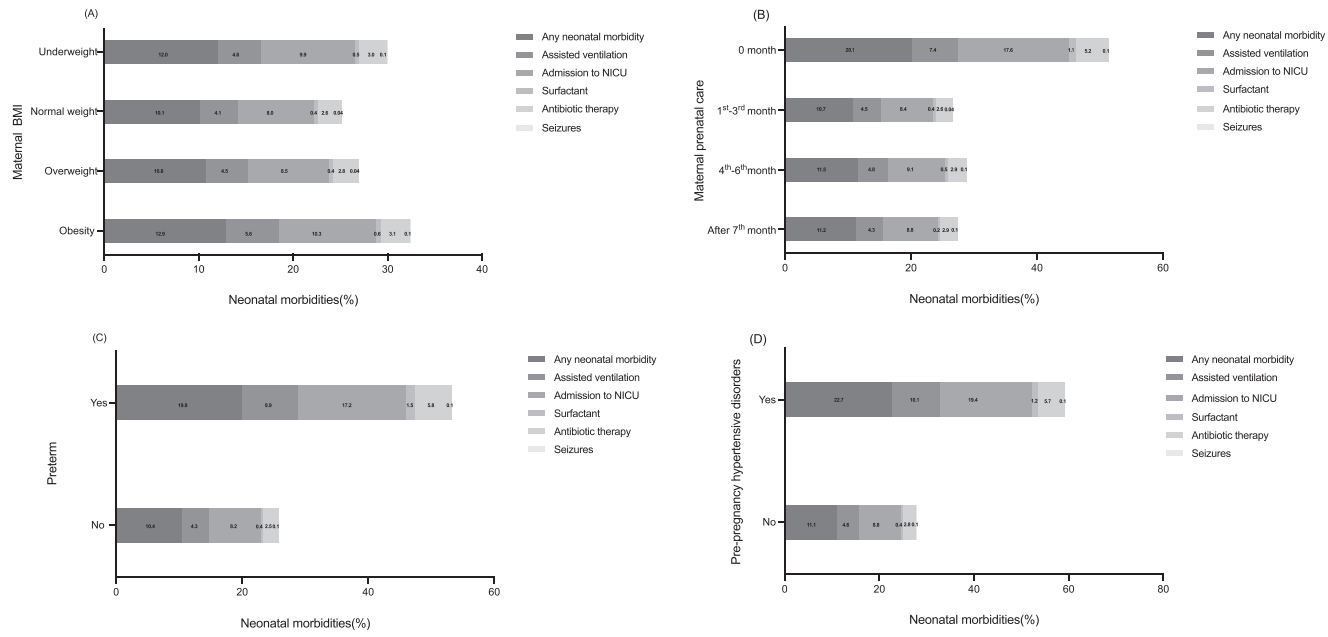 (A)
Maternal BMI
Underweight
12.0 9.9 0.5 3.0 0.1
Normal weight
10.1 4.1 0.4 2.6 0.04
Overweight
10.8 4.5 8.5 0.4 2.8 0.04
Obesity
12.9 10.3 0.6 3.1 0.1
0 10 20 30 40
Neonatal morbidities(%)
Any neonatal morbidity
Assisted ventilation
Admission to NICU
Surfactant
Antibiotic therapy
Seizures
(B)
Maternal prenatal care
0 month
20.1 7.4 17.6 1.1 5.2 0.1
1st-3rd month
10.7 4.5 8.4 0.4 2.6 0.04
4th-6th month
11.6 4.8 9.1 0.5 2.9 0.1
After 7th month
11.2 4.3 8.8 0.2 2.9 0.1
0 20 40 60
Neonatal morbidities(%)
Any neonatal morbidity
Assisted ventilation
Admission to NICU
Surfactant
Antibiotic therapy
Seizures
(C)
Preterm
Yes
19.9 8.9 17.2 1.5 5.8 0.1
No
10.4 4.3 8.2 0.4 2.5 0.1
0 20 40 60
Neonatal morbidities(%)
Any neonatal morbidity
Assisted ventilation
Admission to NICU
Surfactant
Antibiotic therapy
Seizures
(D)
Pre-pregnancy hypertensive disorders
Yes
22.7 10.1 19.4 1.2 5.7 0.1
No
11.1 4.6 8.8 0.4 2.8 0.1
0 20 40 60 80
Neonatal morbidities(%)
Any neonatal morbidity
Assisted ventilation
Admission to NICU
Surfactant
Antibiotic therapy
Seizures